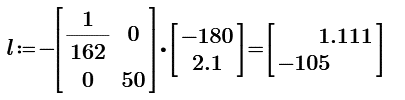 l:=-[1/162 0; 0 50]·[-180; 2.1]=[1.111; -105]